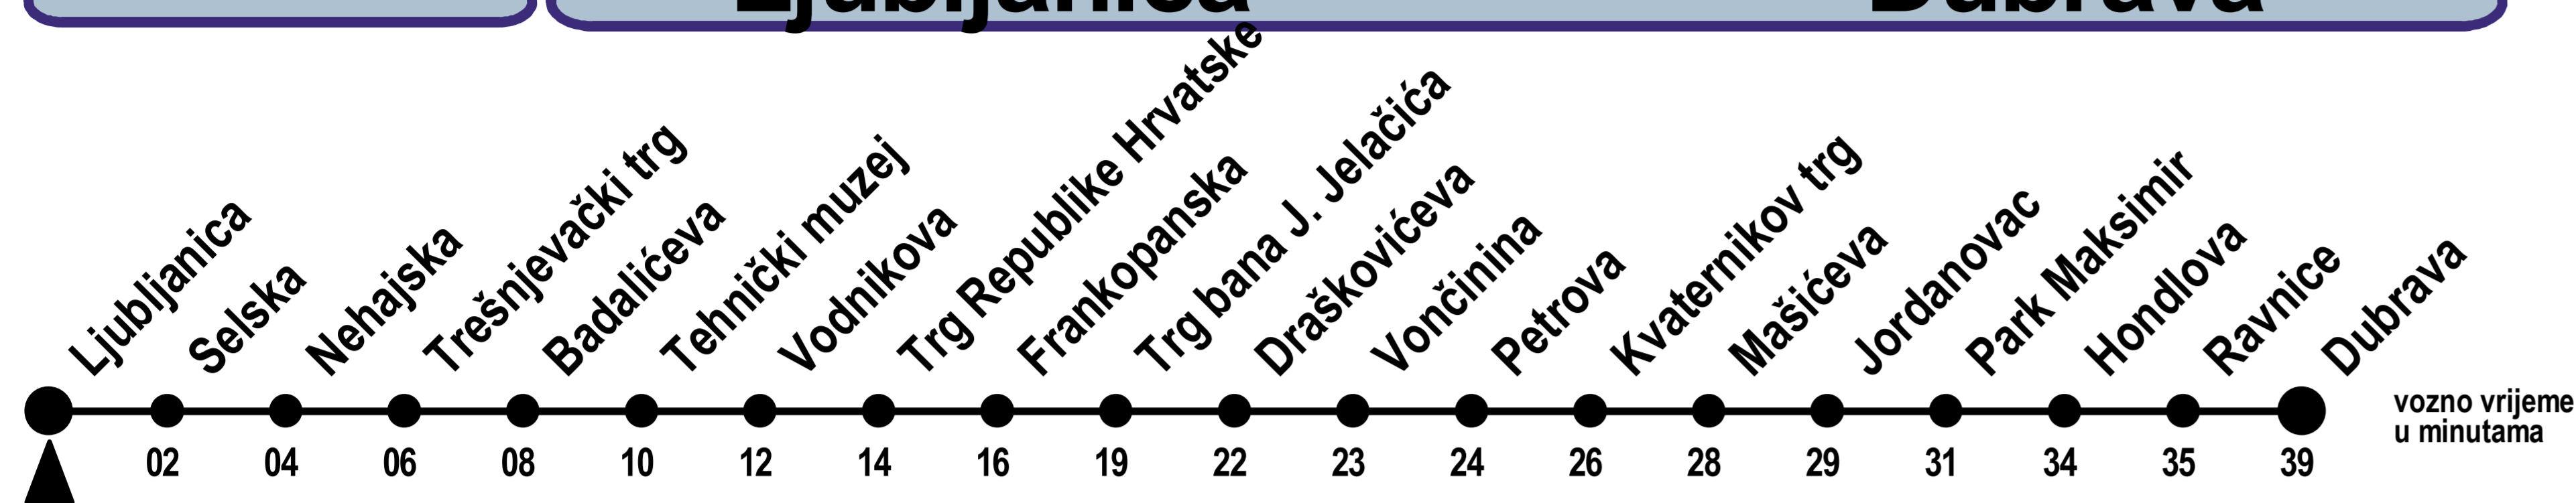 Ljubljanica Dubrava
Ljubljanica
Selska
Nehajska
Trešnjevački trg
Badalićeva
Tehnički muzej
Vodnikova
Trg Republike Hrvatske
Frankopanska
Trg bana J. Jelačića
Draškovićeva
Vončinina
Petrova
Kvaternikov trg
Mašićeva
Jordanovac
Park Maksimir
Hondlova
Ravnice
Dubrava
vozno vrijeme
u minutama
02 04 06 08 10 12 14 16 19 22 23 24 26 28 29 31 34 35 39